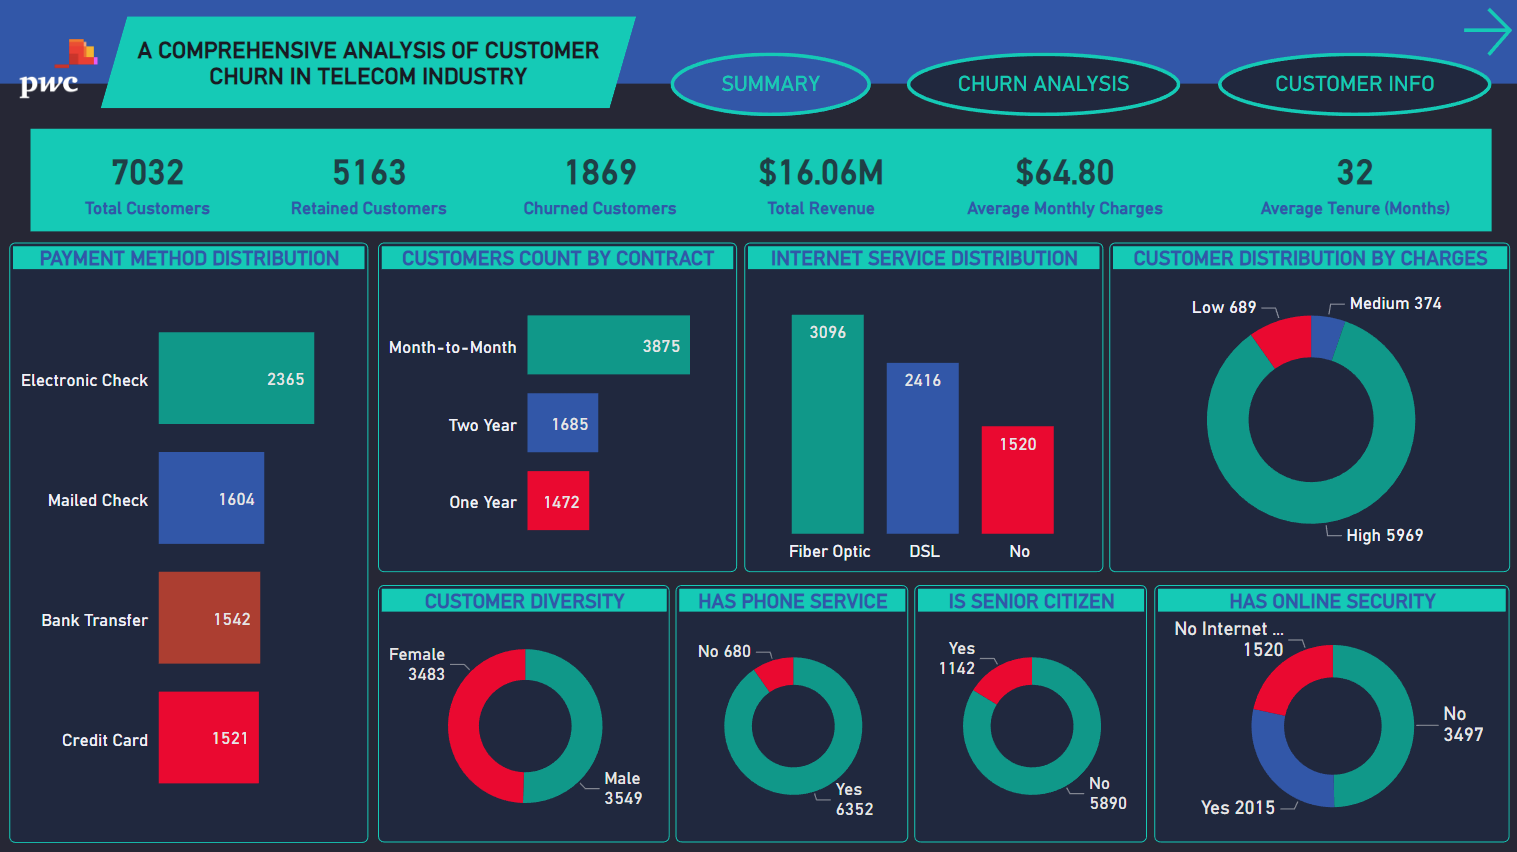 pwc
A COMPREHENSIVE ANALYSIS OF CUSTOMER
CHURN IN TELECOM INDUSTRY
SUMMARY
CHURN ANALYSIS
CUSTOMER INFO
7032
Total Customers
5163
Retained Customers
1869
Churned Customers
$16.06M
Total Revenue
$64.80
Average Monthly Charges
32
Average Tenure (Months)
PAYMENT METHOD DISTRIBUTION
Electronic Check
2365
Mailed Check
1604
Bank Transfer
1542
Credit Card
1521
CUSTOMERS COUNT BY CONTRACT
Month-to-Month
3875
Two Year
1685
One Year
1472
INTERNET SERVICE DISTRIBUTION
3096
2416
1520
Fiber Optic
DSL
No
CUSTOMER DISTRIBUTION BY CHARGES
Low 689
Medium 374
High 5969
CUSTOMER DIVERSITY
Female
3483
Male
3549
HAS PHONE SERVICE
No 680
Yes
6352
IS SENIOR CITIZEN
Yes
1142
No
5890
HAS ONLINE SECURITY
No Internet ...
1520
No
3497
Yes 2015